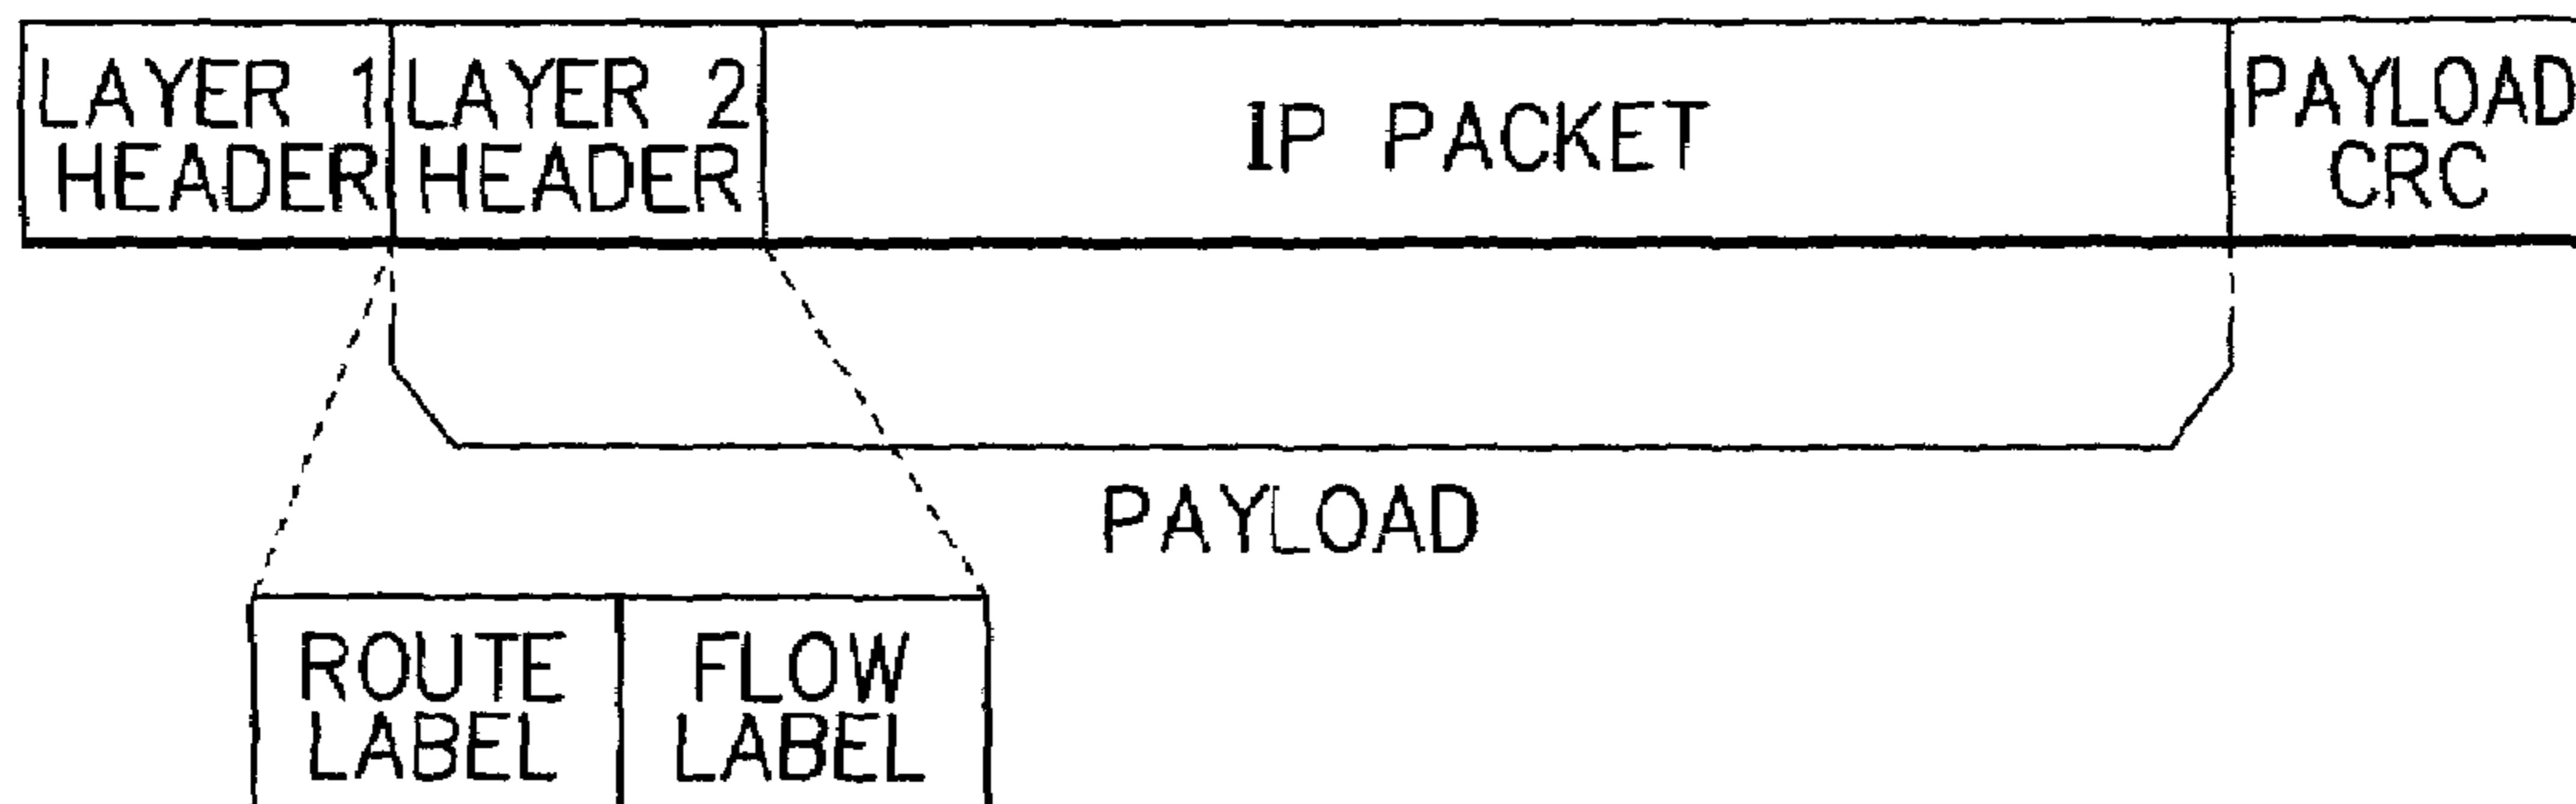 LAYER 1
HEADER
LAYER 2
HEADER
IP PACKET
PAYLOAD
CRC
PAYLOAD
ROUTE
LABEL
FLOW
LABEL